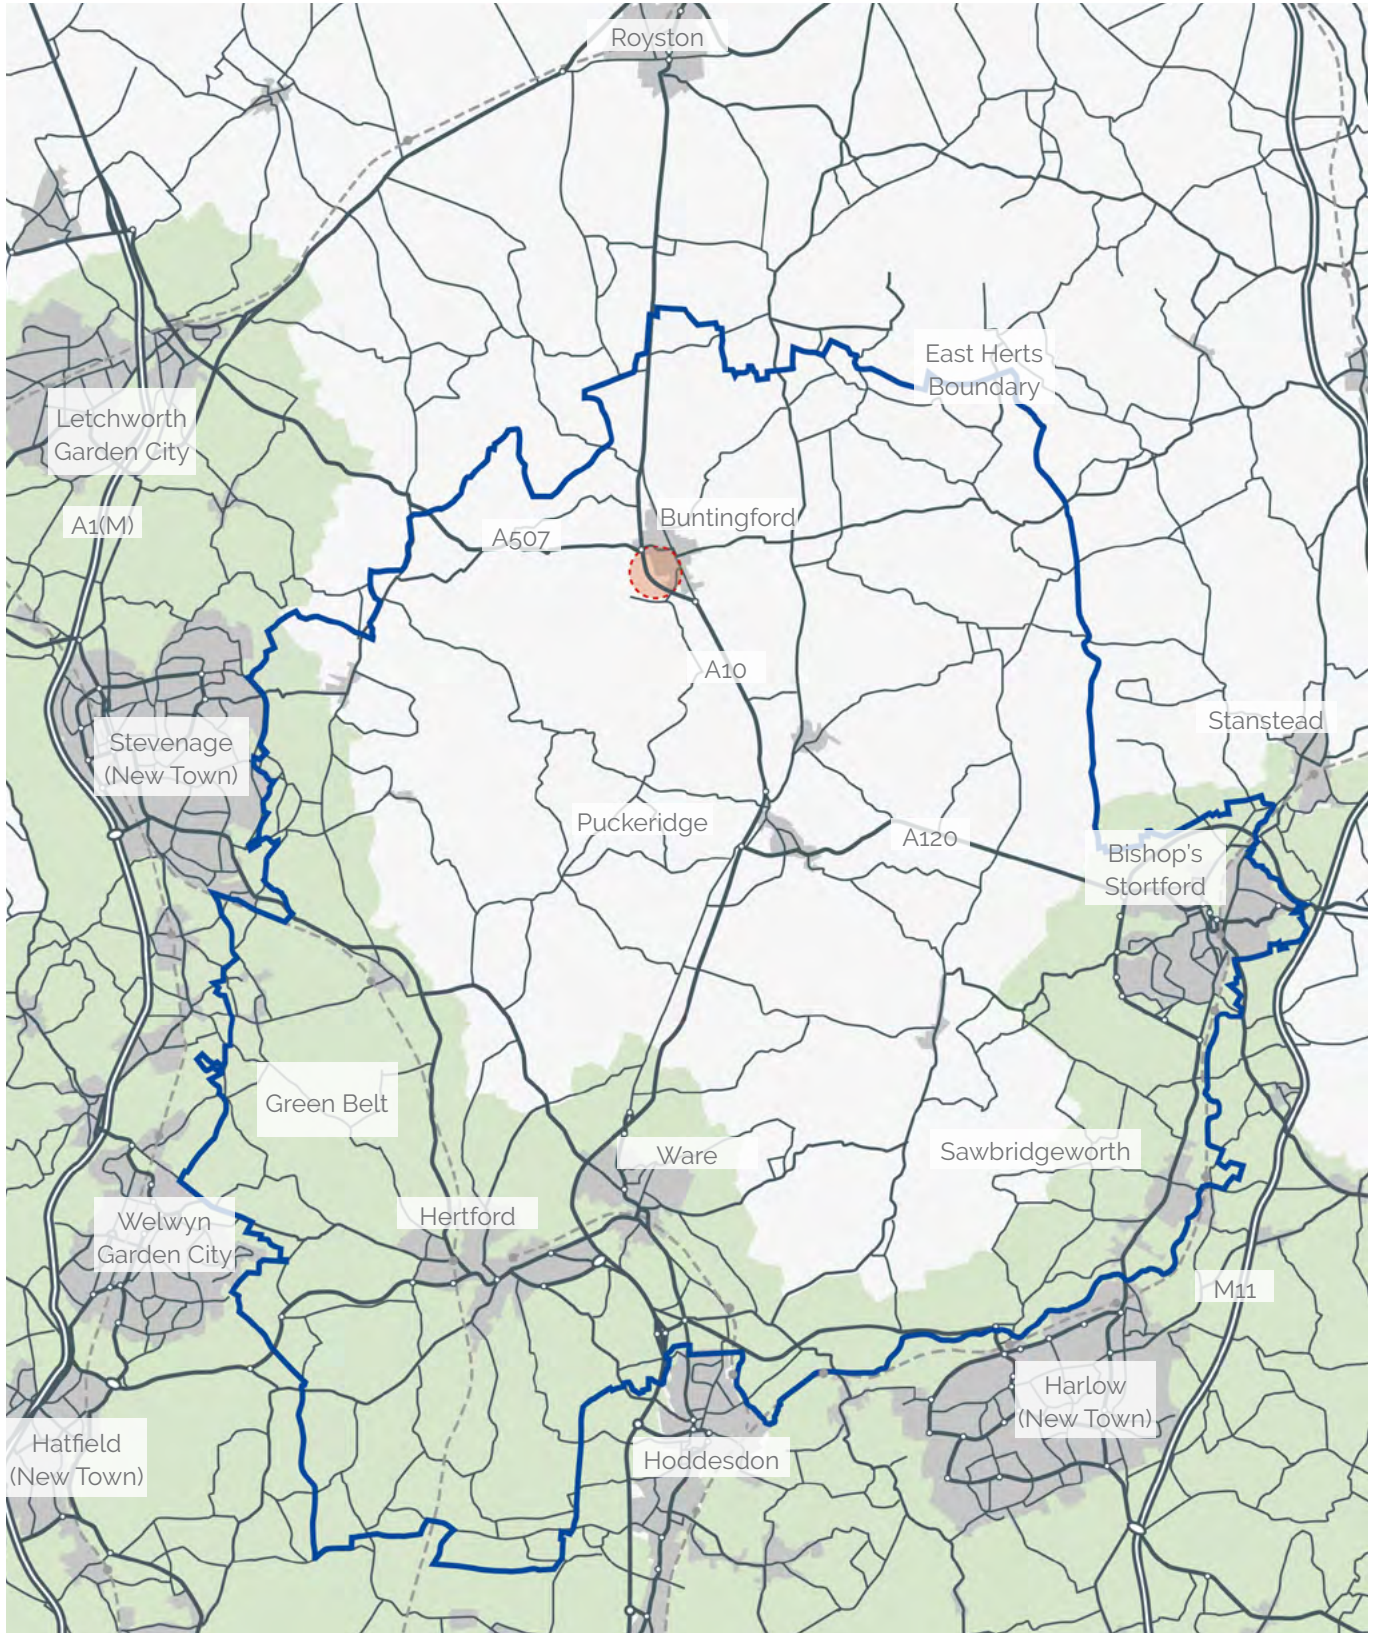 Royston
East Herts
Boundary
Letchworth
Garden City
A1(M)
Buntingford
A507
A10
Stanstead
Stevenage
(New Town)
Puckeridge
A120
Bishop's
Stortford
Green Belt
Ware
Sawbridgeworth
Hertford
Welwyn
Garden City
M11
Harlow
(New Town)
Hatfield
(New Town)
Hoddesdon